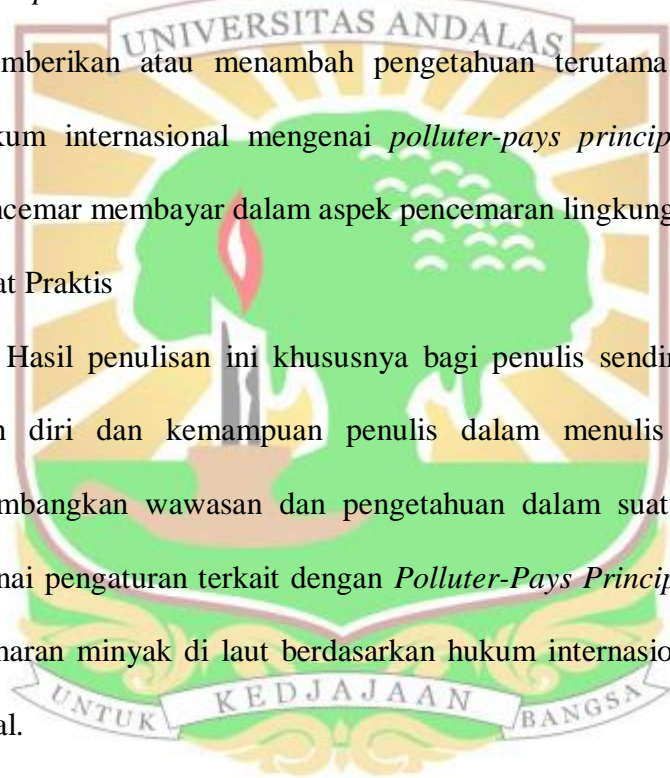 UNIVERSITAS ANDALAS
mberikan atau menambah pengetahuan terutama
kum internasional mengenai polluter-pays princip
ncemar membayar dalam aspek pencemaran lingkung
at Praktis
Hasil penulisan ini khususnya bagi penulis sendir
n diri dan kemampuan penulis dalam menulis
mbangkan wawasan dan pengetahuan dalam suat
nai pengaturan terkait dengan Polluter-Pays Princip
naran minyak di laut berdasarkan hukum internasio
UNTUK KEDJAJAAN BANGSA
al.